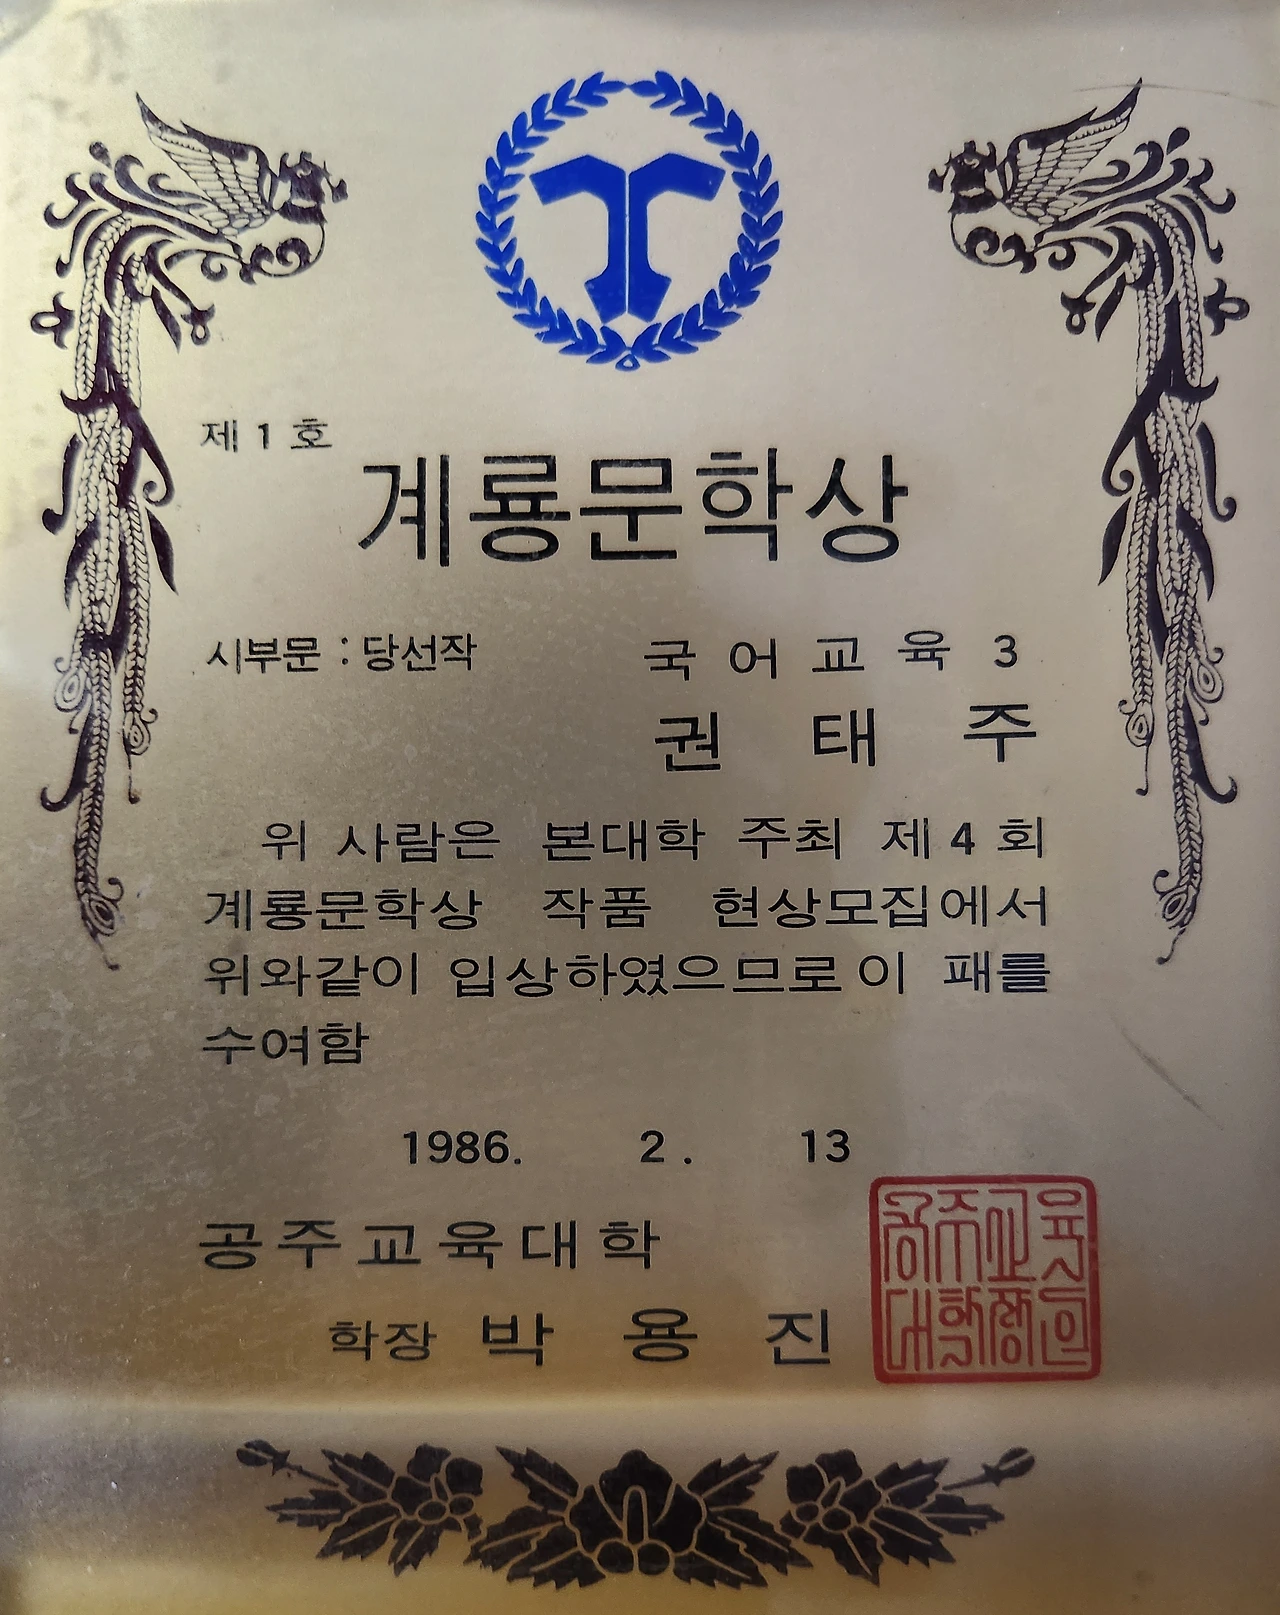 제 1 호
계룡문학상
시부문 : 당선작 국어교육 3
권 태 주
위 사람은 본대학 주최 제 4 회
계룡문학상 작품 현상모집에서
위와같이 입상하였으므로 이 패를
수여함
1986. 2. 13
공주교육대학
학장 박 용 진